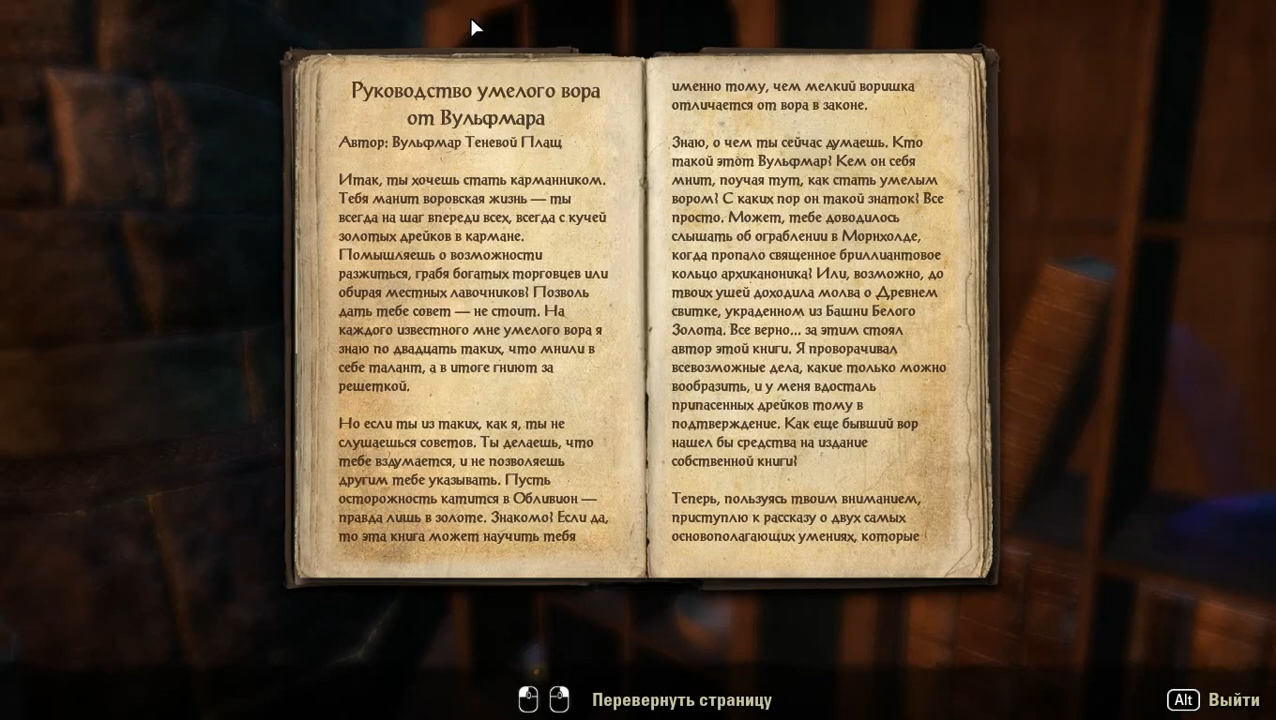 Руководство умелого вора
от Вульфмара
Автор: Вульфмар Теневой Плащ
Итак, ты хочешь стать карманником.
Тебя манит воровская жизнь — ты
всегда на шаг впереди всех, всегда с кучей
золотых дрейков в кармане.
Помышляешь о возможности
разжиться, грабя богатых торговцев или
обирая местных лавочников? Позволь
дать тебе совет — не стоит. На
каждого известного мне умелого вора я
знаю по двадцать таких, что мнили в
себе талант, а в итоге гниют за
решеткой.
Но если ты из таких, как я, ты не
слушаешься советов. Ты делаешь, что
тебе вздумается, и не позволяешь
другим тебе указывать. Пусть
осторожность катится в Обливион —
правда лишь в золоте. Знакомо? Если да,
то эта книга может научить тебя
именно тому, чем мелкий воришка
отличается от вора в законе.
Знаю, о чем ты сейчас думаешь. Кто
такой этот Вульфмар? Кем он себя
мнит, поучая тут, как стать умелым
вором? С каких пор он такой знаток? Все
просто. Может, тебе доводилось
слышать об ограблении в Морнхолде,
когда пропало священное бриллиантовое
кольцо архиканоника? Или, возможно, до
твоих ушей доходила молва о Древнем
свитке, украденном из Башни Белого
Золота. Все верно... за этим стоял
автор этой книги. Я проворачивал
всевозможные дела, какие только можно
вообразить, и у меня вдосталь
припасенных дрейков тому в
подтверждение. Как еще бывший вор
нашел бы средства на издание
собственной книги?
Теперь, пользуясь твоим вниманием,
приступлю к рассказу о двух самых
основополагающих умениях, которые
Перевернуть страницу
Alt Выйти